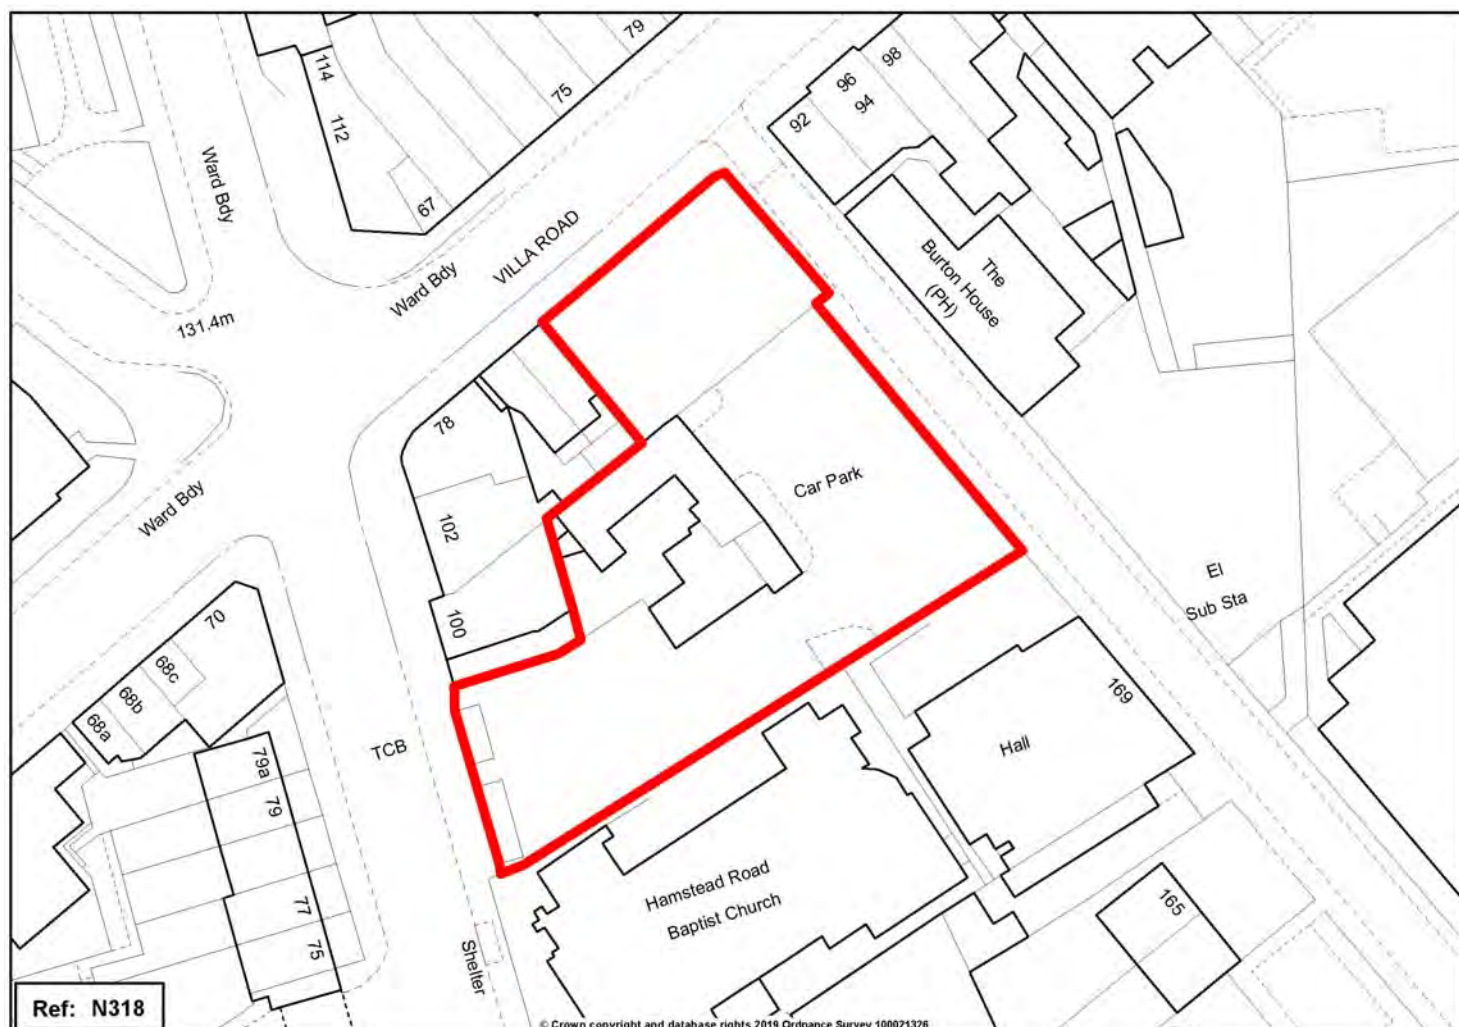 79
114
75
112
67
98
96
94
92
Ward Bdy
VILLA ROAD
Ward Bdy
131.4m
The
Burton House
(PH)
78
Car Park
102
Ward Bdy
100
El
Sub Sta
70
68c
68b
68a
169
TCB
Hall
79a
79
77
75
Hamstead Road
Baptist Church
165
Shelter
Ref: N318
© Crown copyright and database rights 2019 Ordnance Survey 100021326